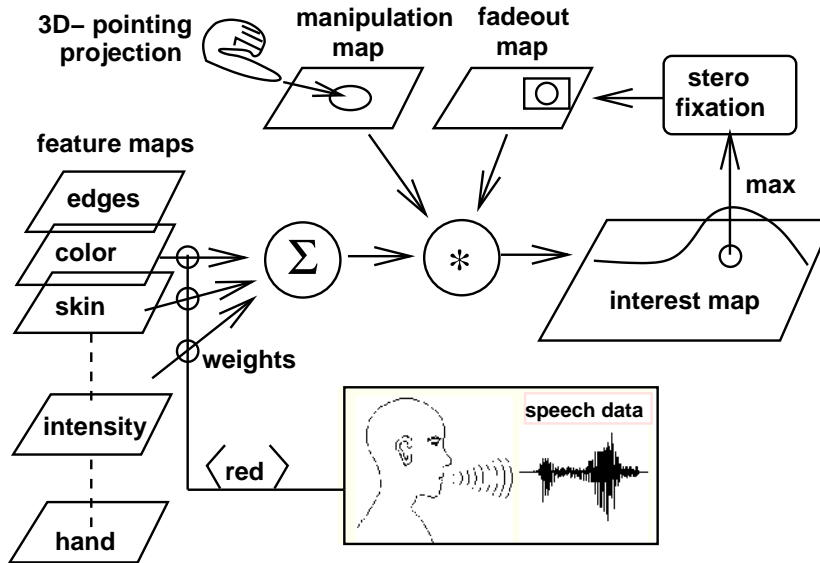 3D– pointing
projection
manipulation
map
fadeout
map
stero
fixation
feature maps
edges
color
skin
intensity
hand
Σ
*
max
interest map
weights
〈red〉
speech data